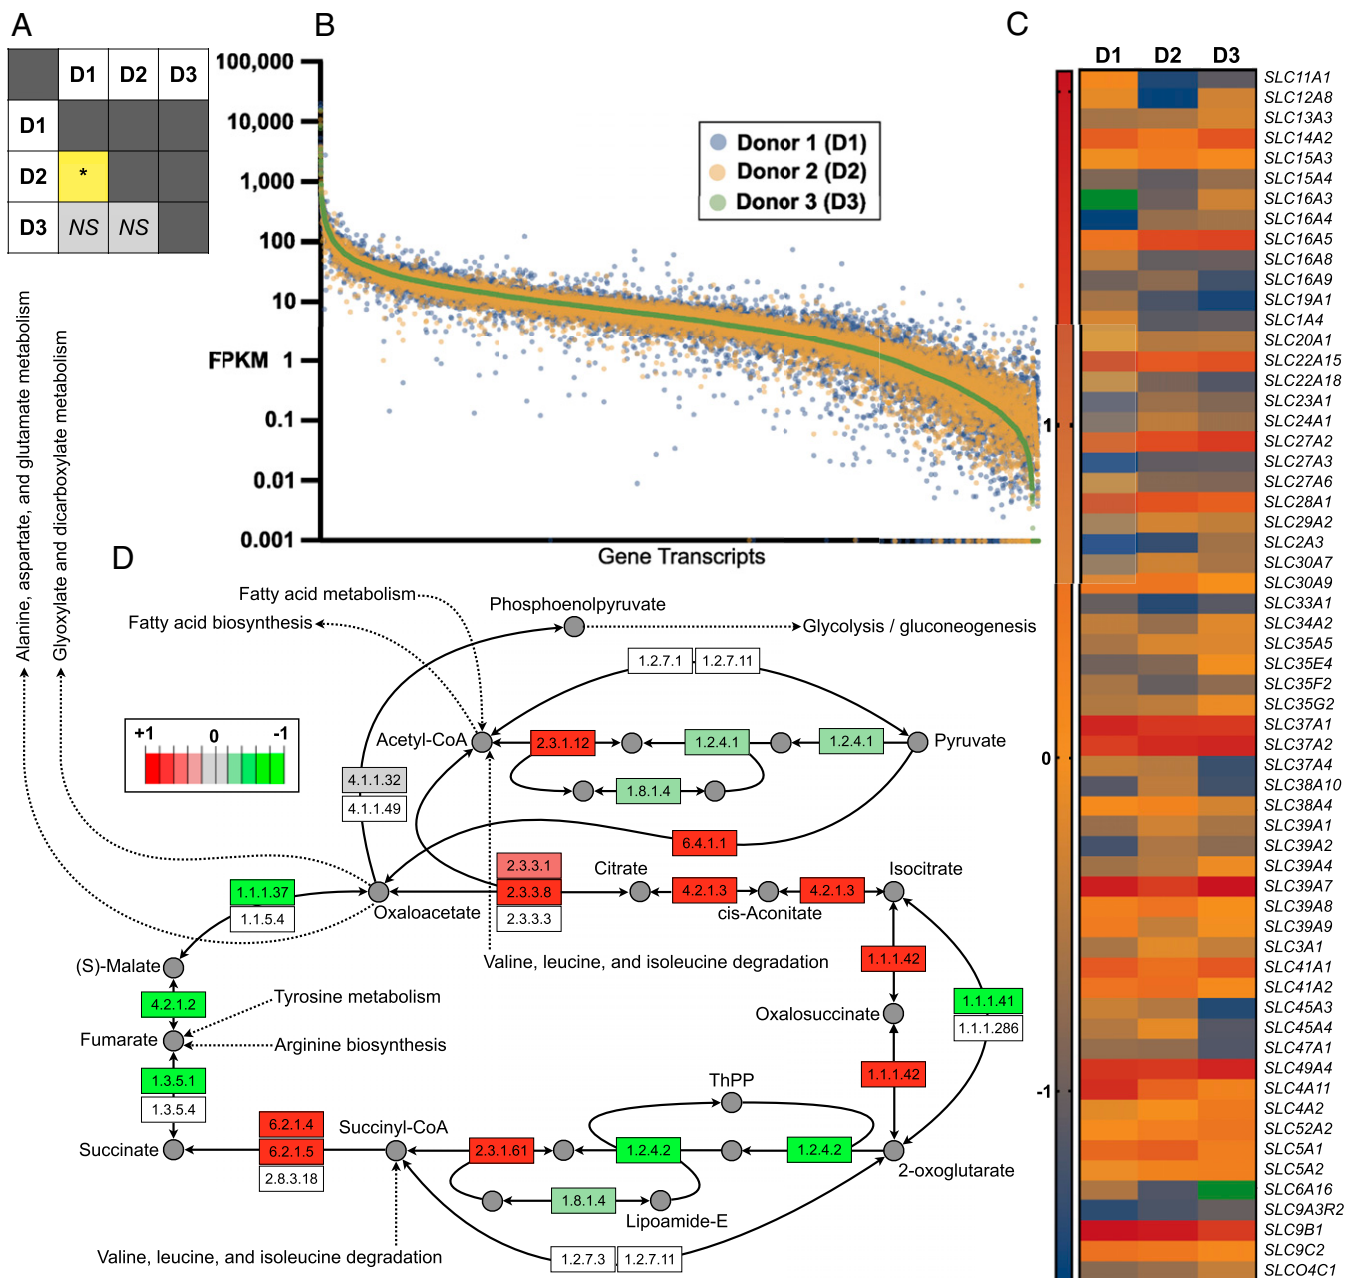 A
D1 D2 D3
D1
D2 *
D3 NS NS
B
100,000
10,000
1,000
100
10
FPKM 1
0.1
0.01
0.001
Gene Transcripts
Donor 1 (D1)
Donor 2 (D2)
Donor 3 (D3)
C
D1 D2 D3
1
0
-1
SLC11A1
SLC12A8
SLC13A3
SLC14A2
SLC15A3
SLC15A4
SLC16A3
SLC16A4
SLC16A5
SLC16A8
SLC16A9
SLC19A1
SLC1A4
SLC20A1
SLC22A15
SLC22A18
SLC23A1
SLC24A1
SLC27A2
SLC27A3
SLC27A6
SLC28A1
SLC29A2
SLC2A3
SLC30A7
SLC30A9
SLC33A1
SLC34A2
SLC35A5
SLC35E4
SLC35F2
SLC35G2
SLC37A1
SLC37A2
SLC37A4
SLC38A10
SLC38A4
SLC39A1
SLC39A2
SLC39A4
SLC39A7
SLC39A8
SLC39A9
SLC3A1
SLC41A1
SLC41A2
SLC45A3
SLC45A4
SLC47A1
SLC49A4
SLC4A11
SLC4A2
SLC52A2
SLC5A1
SLC5A2
SLC6A16
SLC9A3R2
SLC9B1
SLC9C2
SLCO4C1
D
Alanine, aspartate, and glutamate metabolism
Glyoxylate and dicarboxylate metabolism
Fatty acid metabolism
Fatty acid biosynthesis
Phosphoenolpyruvate
Glycolysis / gluconeogenesis
1.2.7.1 1.2.7.11
+1 0 -1
Acetyl-CoA
2.3.1.12
1.2.4.1
1.2.4.1
Pyruvate
1.8.1.4
4.1.1.32
4.1.1.49
6.4.1.1
2.3.3.1
2.3.3.8
2.3.3.3
Citrate
4.2.1.3
cis-Aconitate
4.2.1.3
Isocitrate
1.1.1.37
1.1.5.4
Oxaloacetate
Valine, leucine, and isoleucine degradation
1.1.1.42
(S)-Malate
4.2.1.2
Tyrosine metabolism
Fumarate
Arginine biosynthesis
Oxalosuccinate
1.1.1.41
1.1.1.286
1.3.5.1
1.3.5.4
1.1.1.42
ThPP
Succinate
6.2.1.4
6.2.1.5
2.8.3.18
Succinyl-CoA
2.3.1.61
1.2.4.2
1.2.4.2
2-oxoglutarate
1.8.1.4
Lipoamide-E
Valine, leucine, and isoleucine degradation
1.2.7.3 1.2.7.11